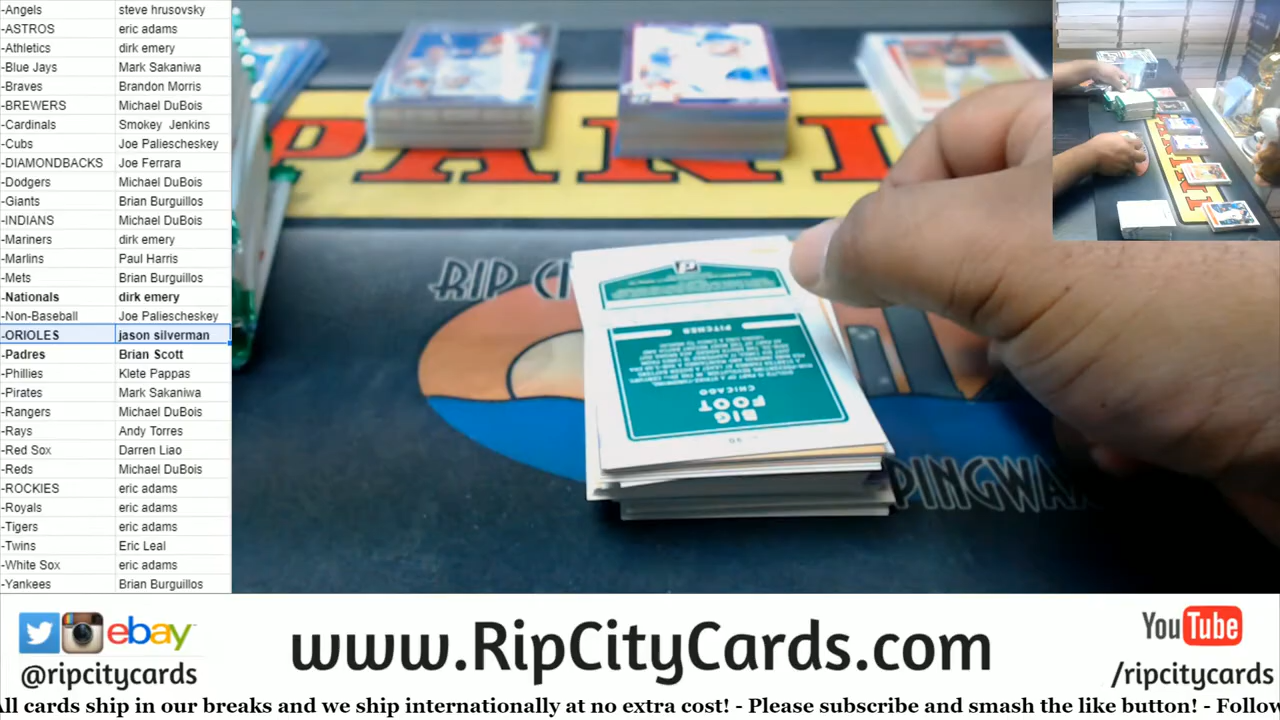 -Angels steve hrusovsky
-ASTROS eric adams
-Athletics dirk emery
-Blue Jays Mark Sakaniwa
-Braves Brandon Morris
-BREWERS Michael DuBois
-Cardinals Smokey Jenkins
-Cubs Joe Paliescheskey
-DIAMONDBACKS Joe Ferrara
-Dodgers Michael DuBois
-Giants Brian Burguillos
-INDIANS Michael DuBois
-Mariners dirk emery
-Marlins Paul Harris
-Mets Brian Burguillos
-Nationals dirk emery
-Non-Baseball Joe Paliescheskey
-ORIOLES jason silverman
-Padres Brian Scott
-Phillies Klete Pappas
-Pirates Mark Sakaniwa
-Rangers Michael DuBois
-Rays Andy Torres
-Red Sox Darren Liao
-Reds Michael DuBois
-ROCKIES eric adams
-Royals eric adams
-Tigers eric adams
-Twins Eric Leal
-White Sox eric adams
-Yankees Brian Burguillos
PANINI
RIP
PITCHER
CHICAGO
BIG
FOOT
ebay
@ripcitycards
www.RipCityCards.com
YouTube
/ripcitycards
All cards ship in our breaks and we ship internationally at no extra cost! - Please subscribe and smash the like button! - Follow